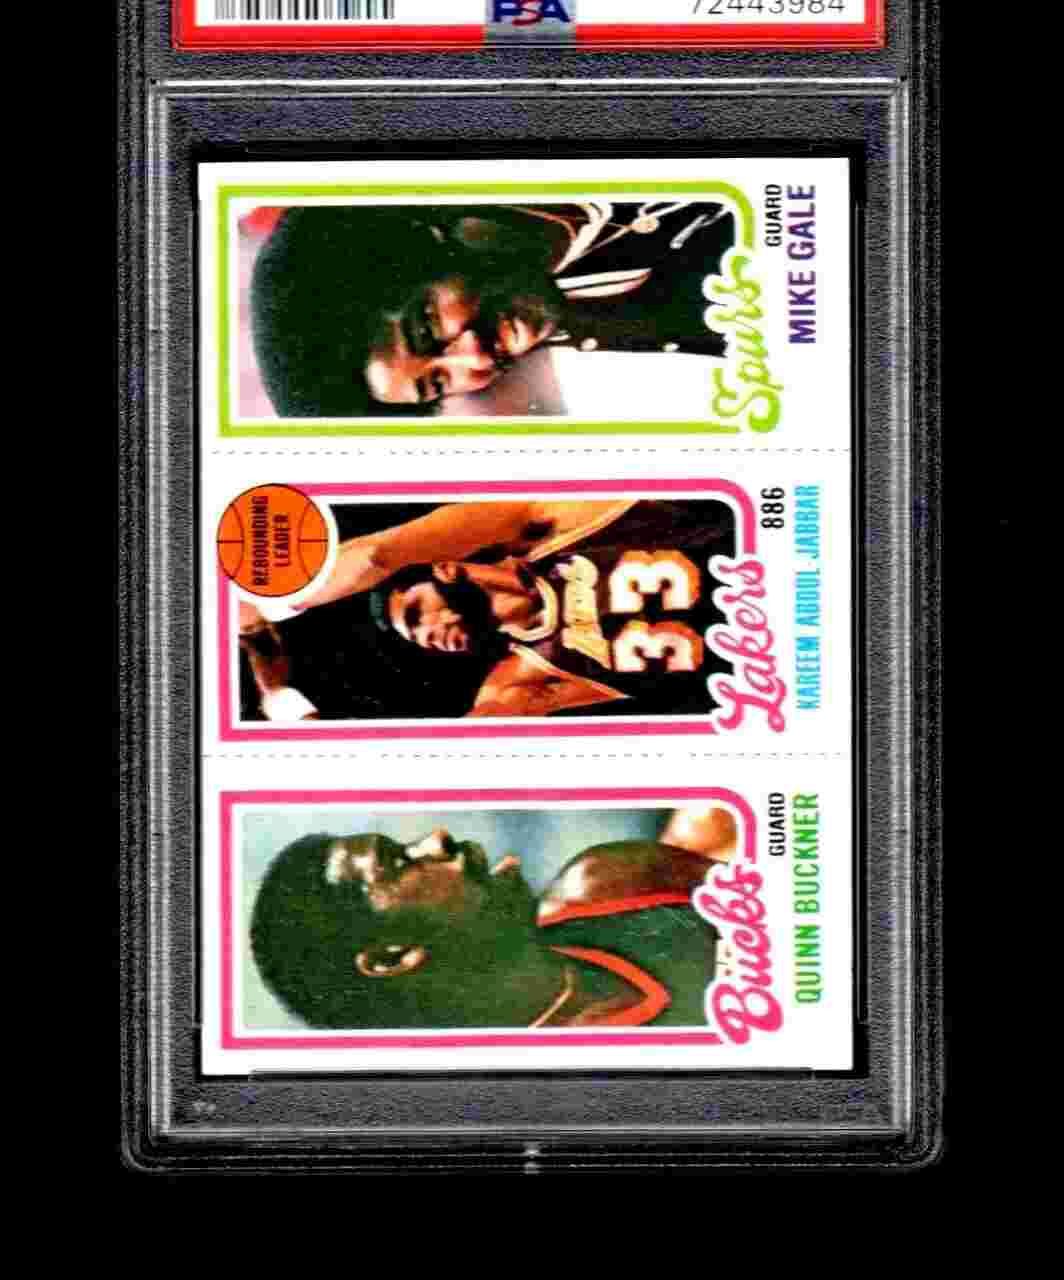 PSA
72443984
GUARD
MIKE GALE
Spurs
REBOUNDING
LEADER
886
KAREEM ABDUL JABBAR
Lakers
33
GUARD
QUINN BUCKNER
Bucks